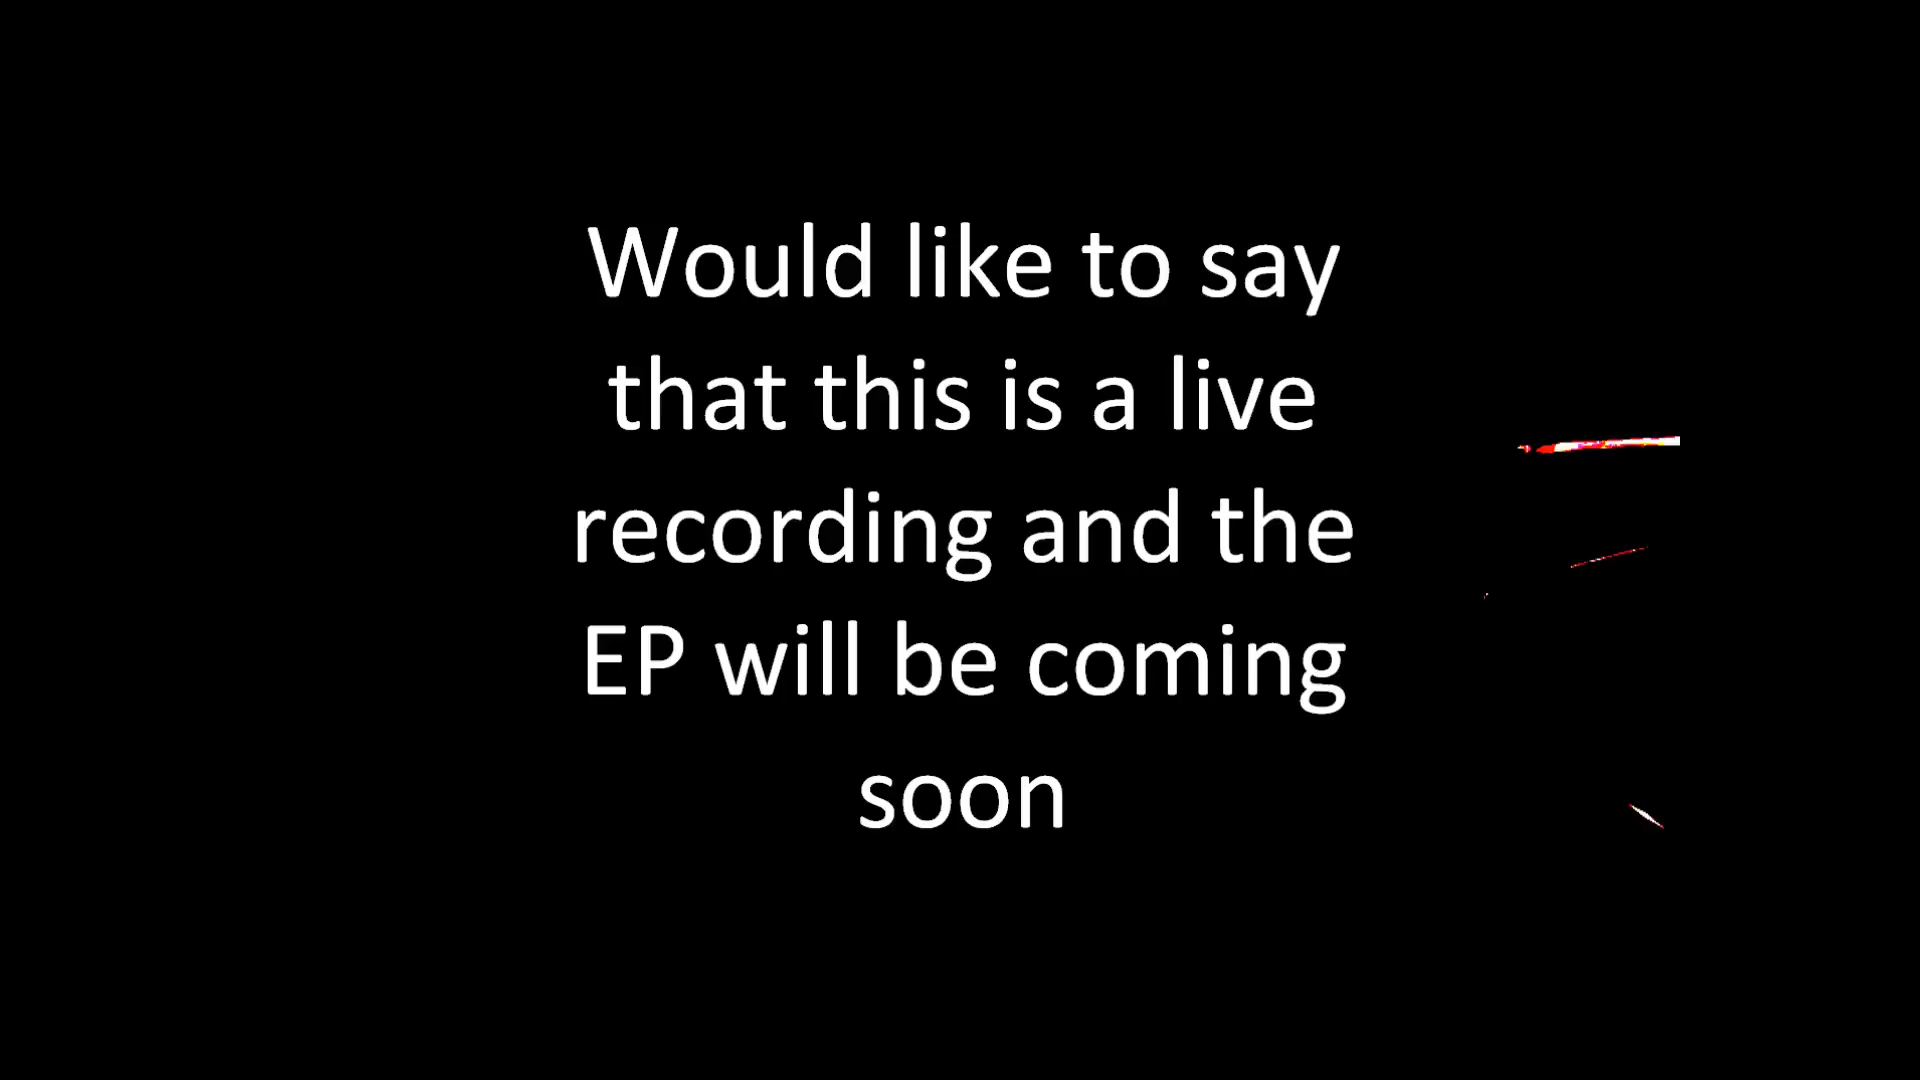 Would like to say
that this is a live
recording and the
EP will be coming
soon